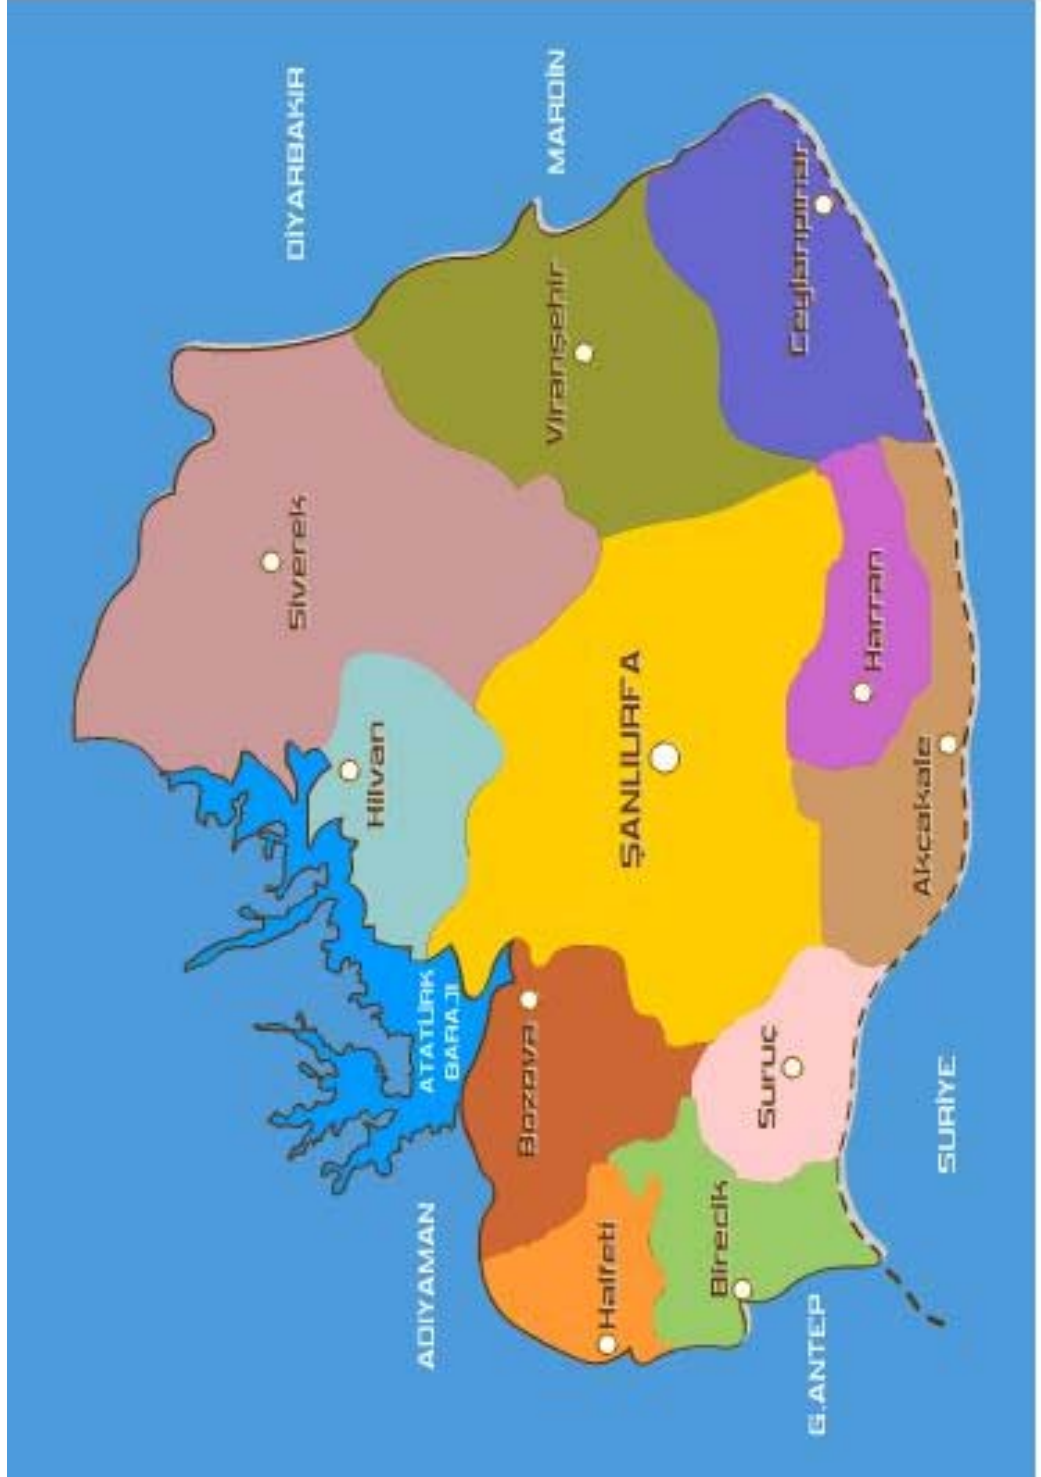 DİYARBAKIR
Siverek
Hilvan
ADIYAMAN
ATATÜRK
BARAJI
Bozova
Viranşehir
MARDİN
Halfeti
ŞANLIURFA
Birecik
Suruç
Ceylanpınar
G.ANTEP
Harran
Akcakale
SURİYE